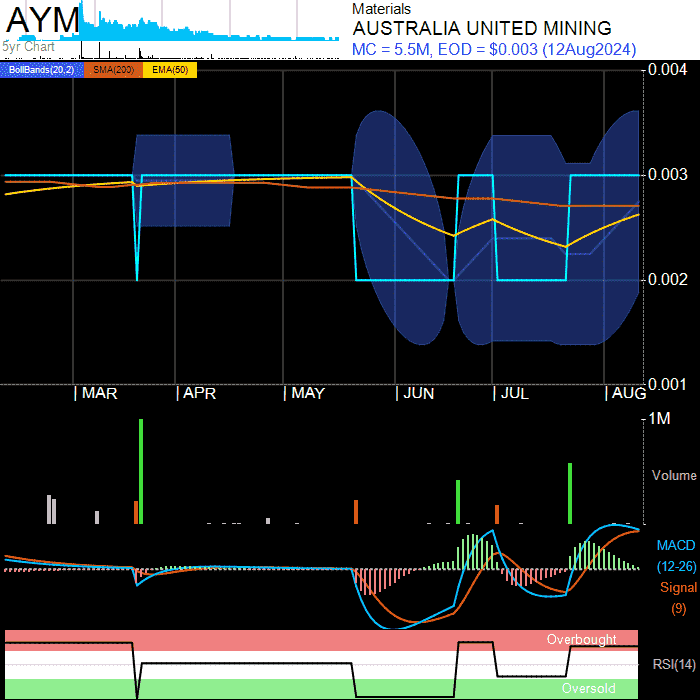 AYM
5yr Chart
Materials
AUSTRALIA UNITED MINING
MC = 5.5M, EOD = $0.003 (12Aug2024)
BollBands(20,2) SMA(200) EMA(50)
0.004
0.003
0.002
0.001
MAR APR MAY JUN JUL AUG
1M
Volume
MACD
(12-26)
Signal
(9)
Overbought
RSI(14)
Oversold